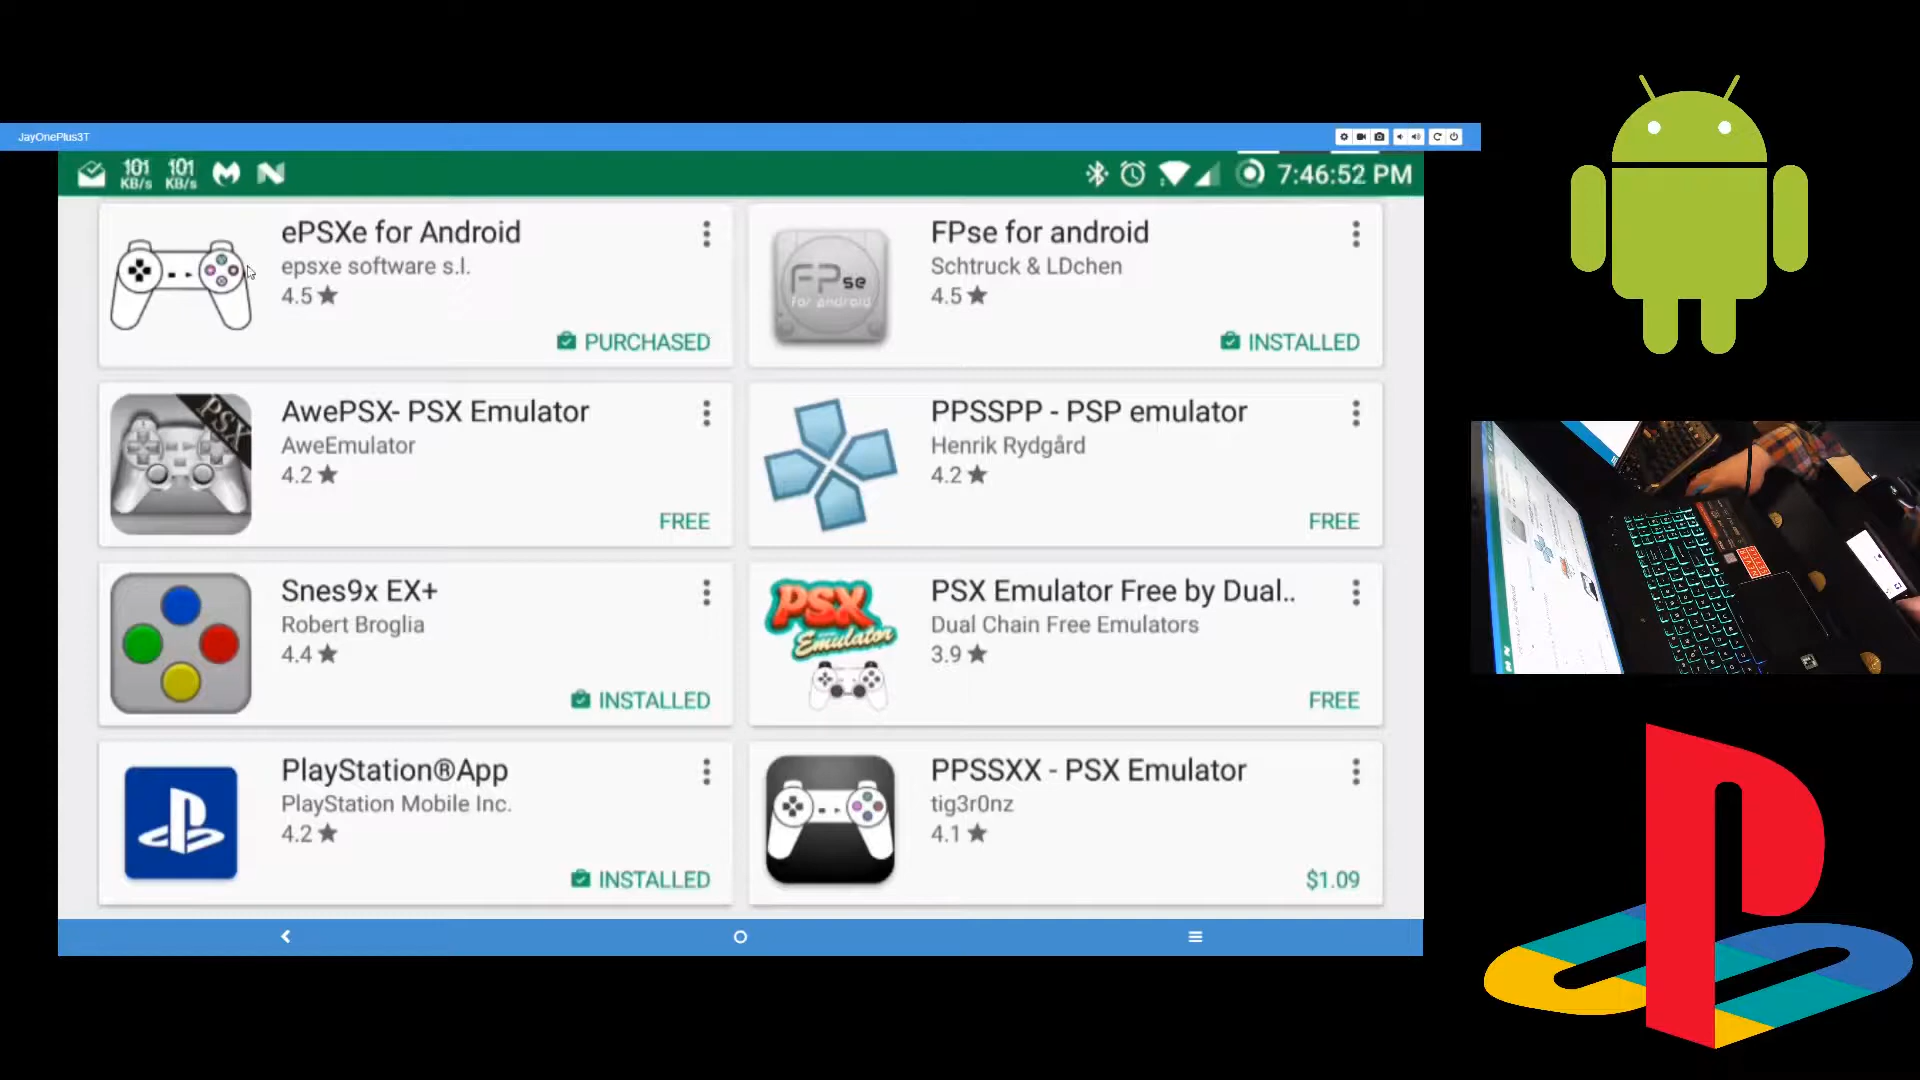 JayOnePlus3T
101 KB/s 101 KB/s 7:46:52 PM
ePSXe for Android
epsxe software s.l.
4.5
PURCHASED
FPse for android
Schtruck & LDchen
4.5
INSTALLED
FPse
for android
AwePSX- PSX Emulator
AweEmulator
4.2
FREE
PSX
PPSSPP - PSP emulator
Henrik Rydgård
4.2
FREE
Snes9x EX+
Robert Broglia
4.4
INSTALLED
PSX Emulator Free by Dual..
Dual Chain Free Emulators
3.9
FREE
PSX
Emulator
PlayStation®App
PlayStation Mobile Inc.
4.2
INSTALLED
PPSSXX - PSX Emulator
tig3r0nz
4.1
$1.09